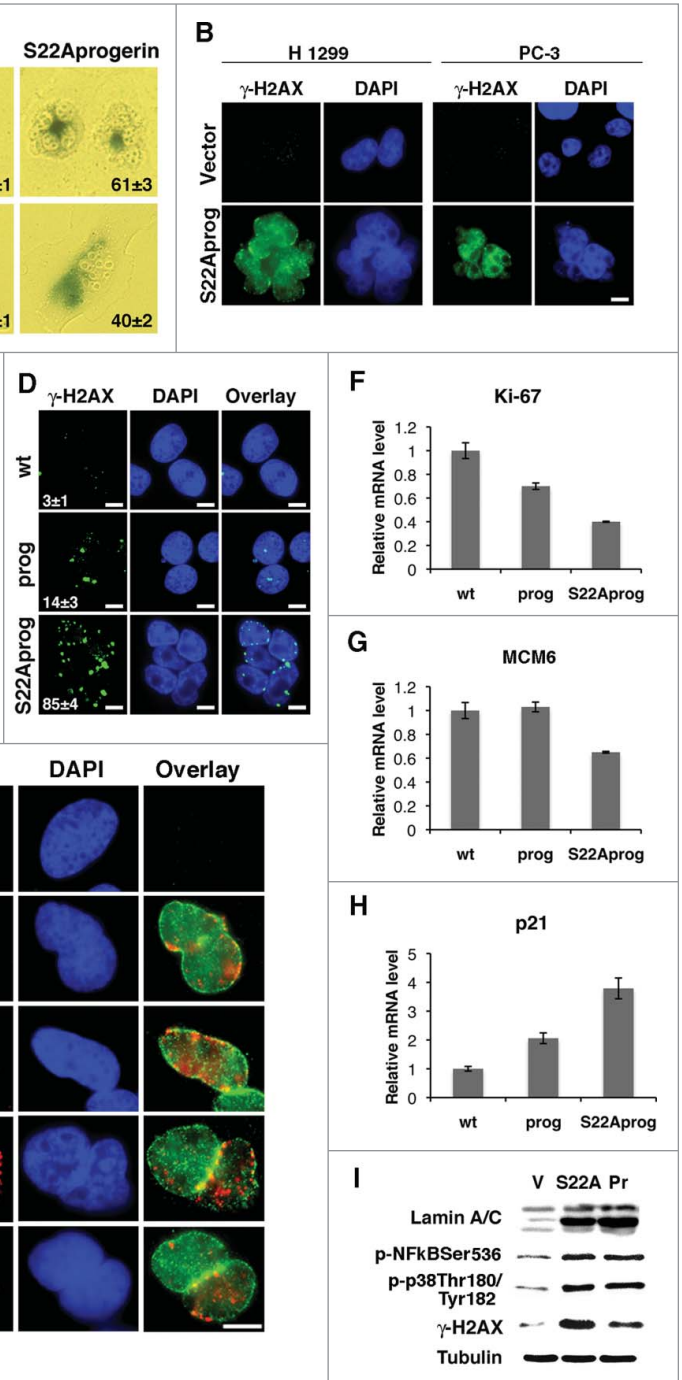 S22Aprogerin
±1
61±3
±1
40±2
B
H 1299 PC-3
γ-H2AX DAPI γ-H2AX DAPI
Vector
S22Aprog
D
γ-H2AX DAPI Overlay
wt
3±1
prog
14±3
S22Aprog
85±4
DAPI Overlay
F
Ki-67
Relative mRNA level
1.2
1
0.8
0.6
0.4
0.2
0
wt prog S22Aprog
G
MCM6
Relative mRNA level
1.2
1
0.8
0.6
0.4
0.2
0
wt prog S22Aprog
H
p21
Relative mRNA level
5
4
3
2
1
0
wt prog S22Aprog
I
V S22A Pr
Lamin A/C
p-NFkBSer536
p-p38Thr180/
Tyr182
γ-H2AX
Tubulin